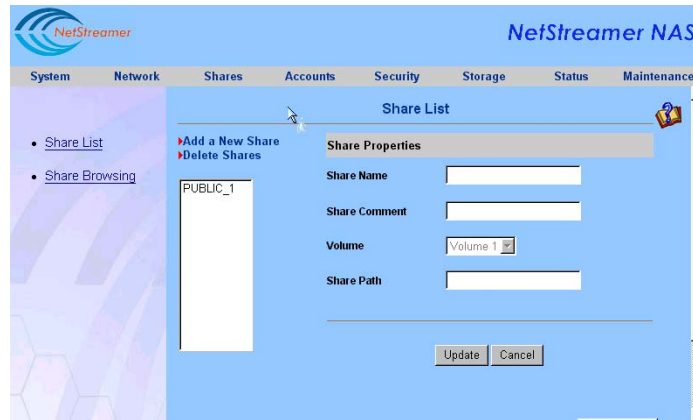 NetStreamer
NetStreamer NAS
System Network Shares Accounts Security Storage Status Maintenance
Share List
Share List
Share Browsing
Add a New Share
Delete Shares
PUBLIC_1
Share Properties
Share Name
Share Comment
Volume Volume 1
Share Path
Update Cancel